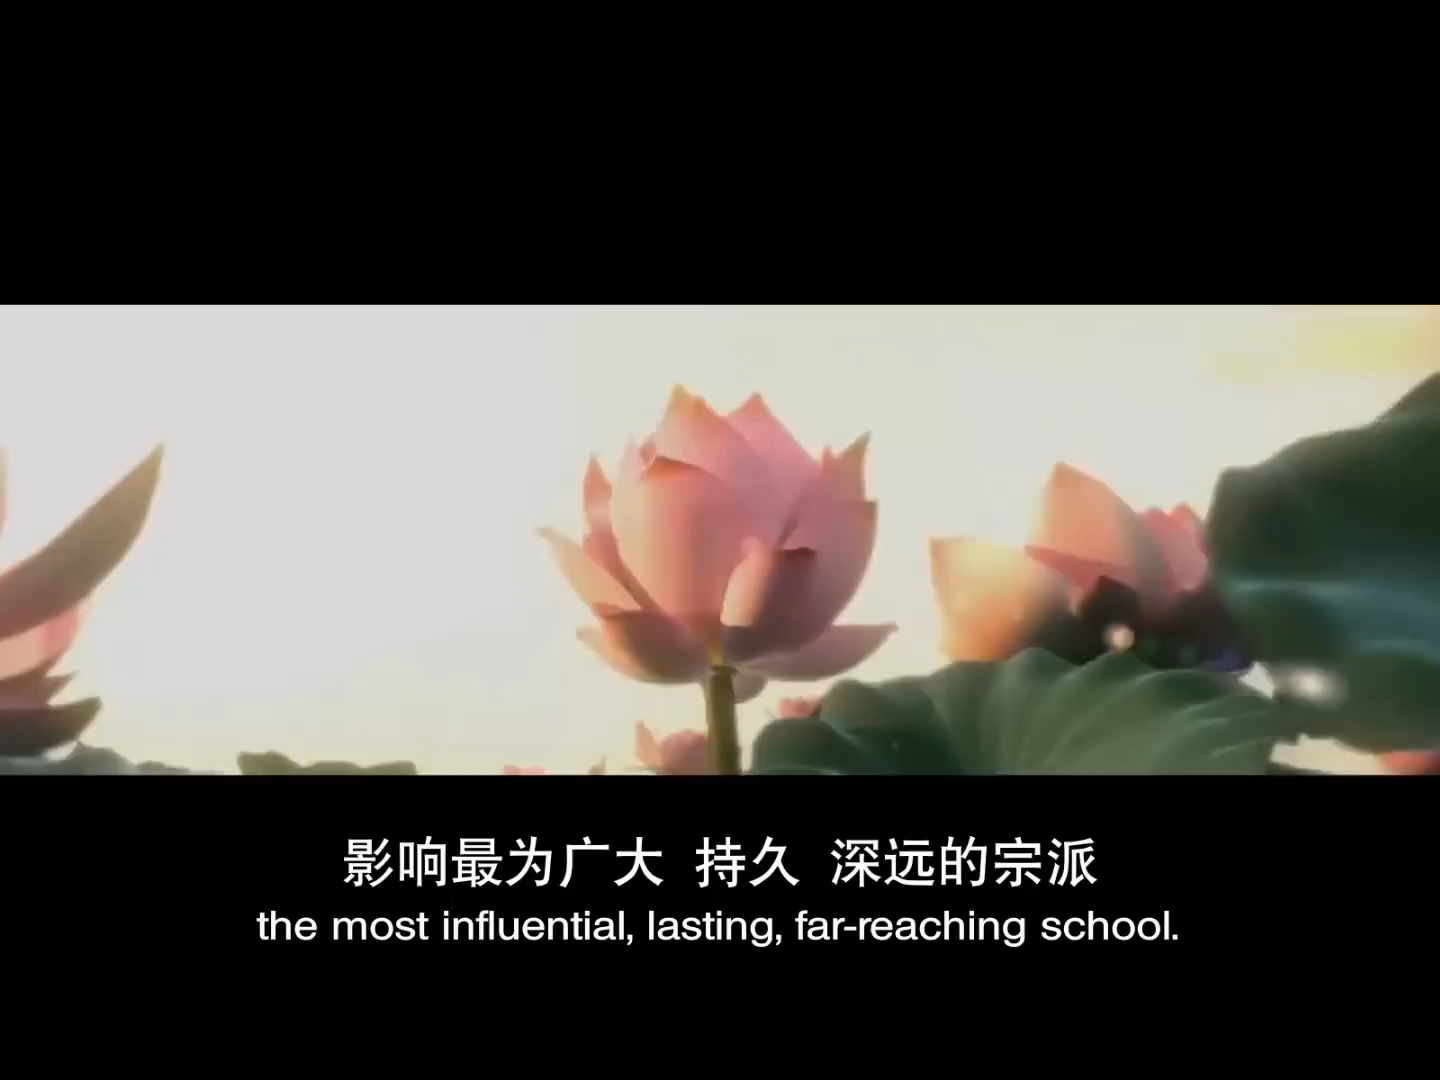 影响最为广大 持久 深远的宗派
the most influential, lasting, far-reaching school.